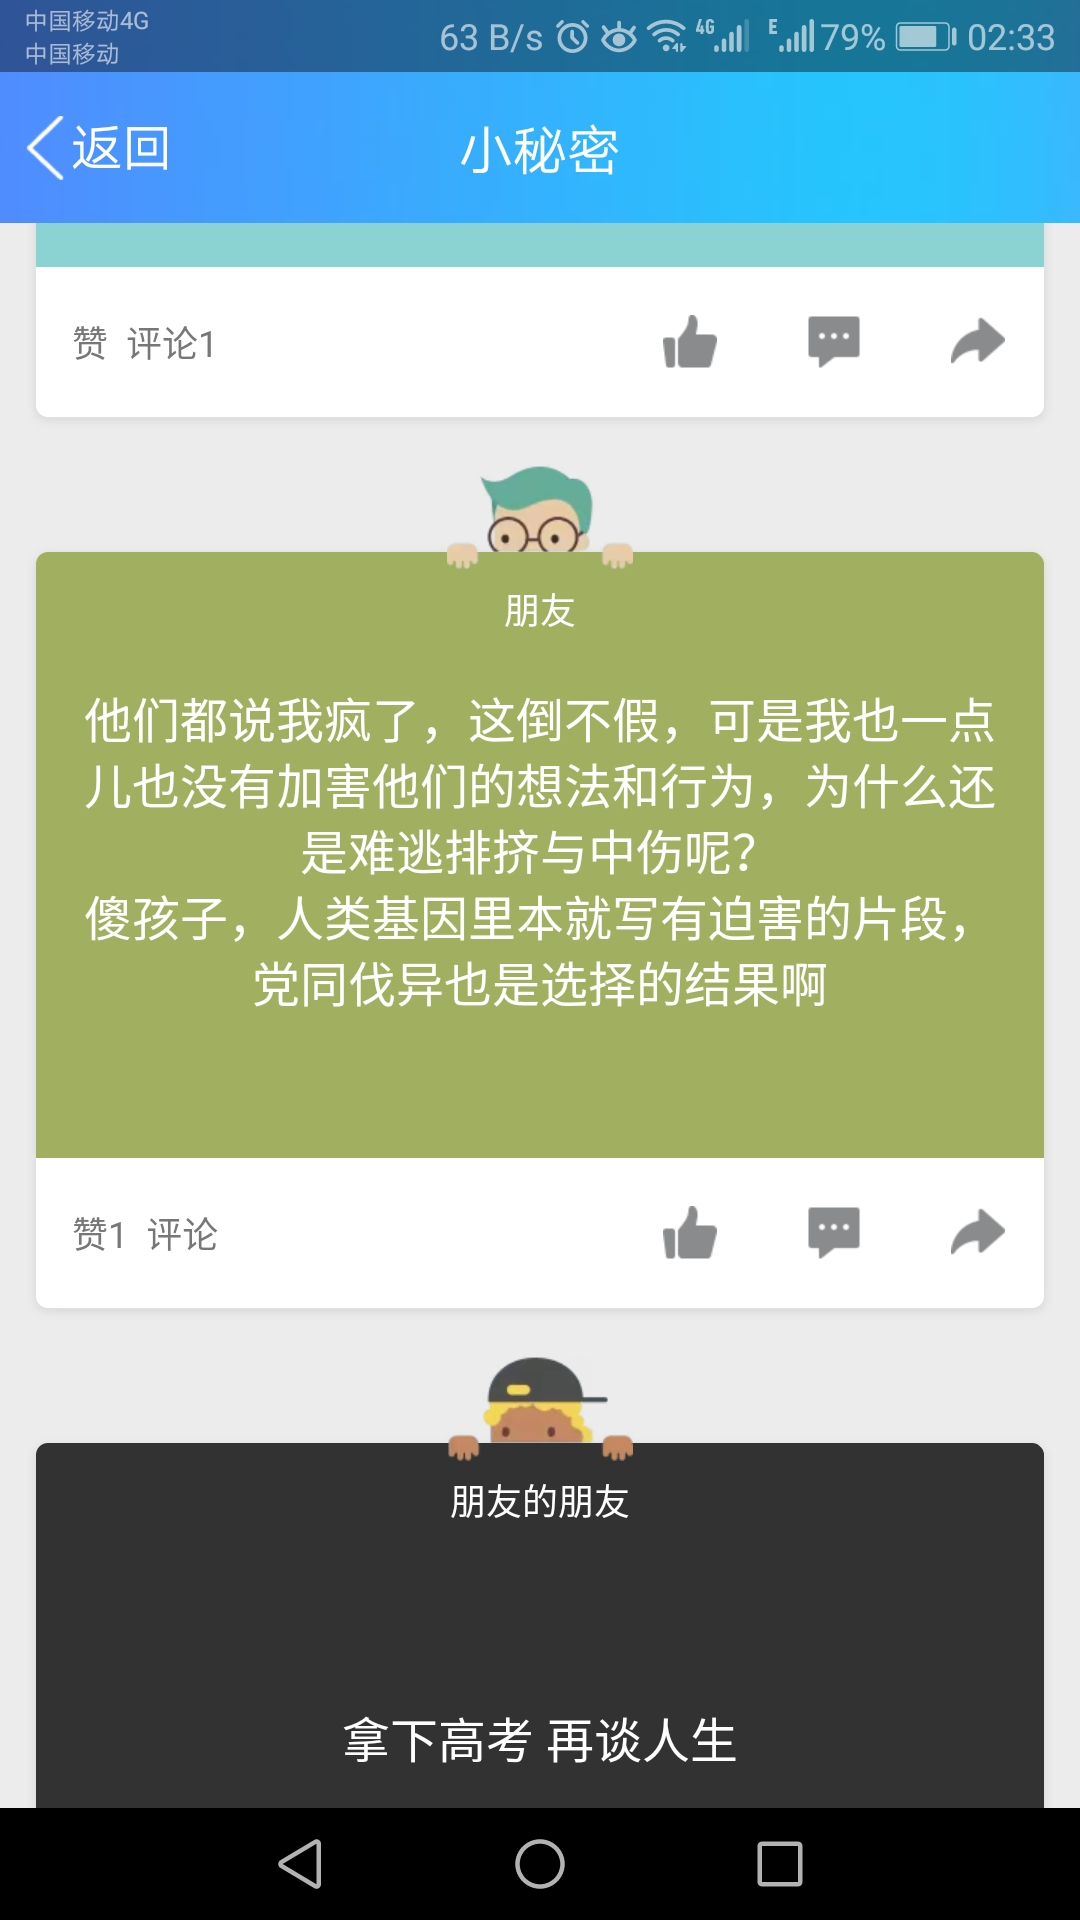 中国移动4G
中国移动
63 B/s 4G E 79% 02:33
返回 小秘密
赞 评论1
朋友
他们都说我疯了，这倒不假，可是我也一点
儿也没有加害他们的想法和行为，为什么还
是难逃排挤与中伤呢？
傻孩子，人类基因里本就写有迫害的片段，
党同伐异也是选择的结果啊
赞1 评论
朋友的朋友
拿下高考 再谈人生